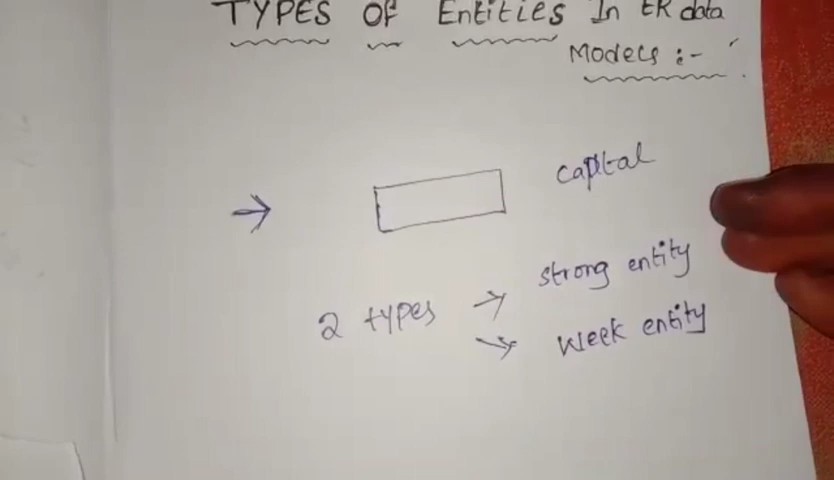 TYPES OF Entities In ER data
Models :-
→ capital
strong entity
2 types →
→ week entity